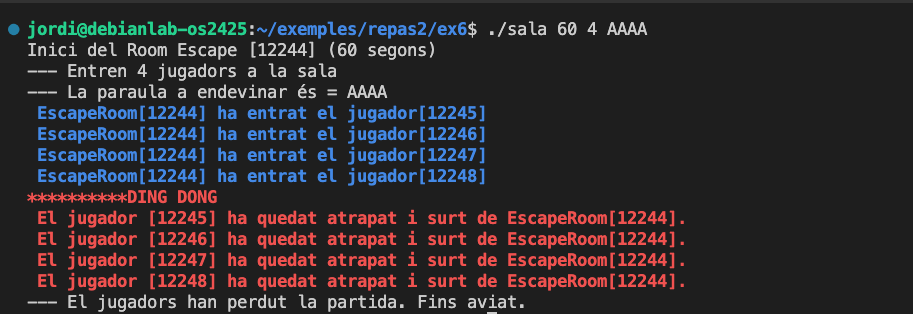 jordi@debianlab-os2425:~/exemples/repas2/ex6$ ./sala 60 4 AAAA
Inici del Room Escape [12244] (60 segons)
--- Entren 4 jugadors a la sala
--- La paraula a endevinar és = AAAA
EscapeRoom[12244] ha entrat el jugador[12245]
EscapeRoom[12244] ha entrat el jugador[12246]
EscapeRoom[12244] ha entrat el jugador[12247]
EscapeRoom[12244] ha entrat el jugador[12248]
**********DING DONG
El jugador [12245] ha quedat atrapat i surt de EscapeRoom[12244].
El jugador [12246] ha quedat atrapat i surt de EscapeRoom[12244].
El jugador [12247] ha quedat atrapat i surt de EscapeRoom[12244].
El jugador [12248] ha quedat atrapat i surt de EscapeRoom[12244].
--- El jugadors han perdut la partida. Fins aviat.